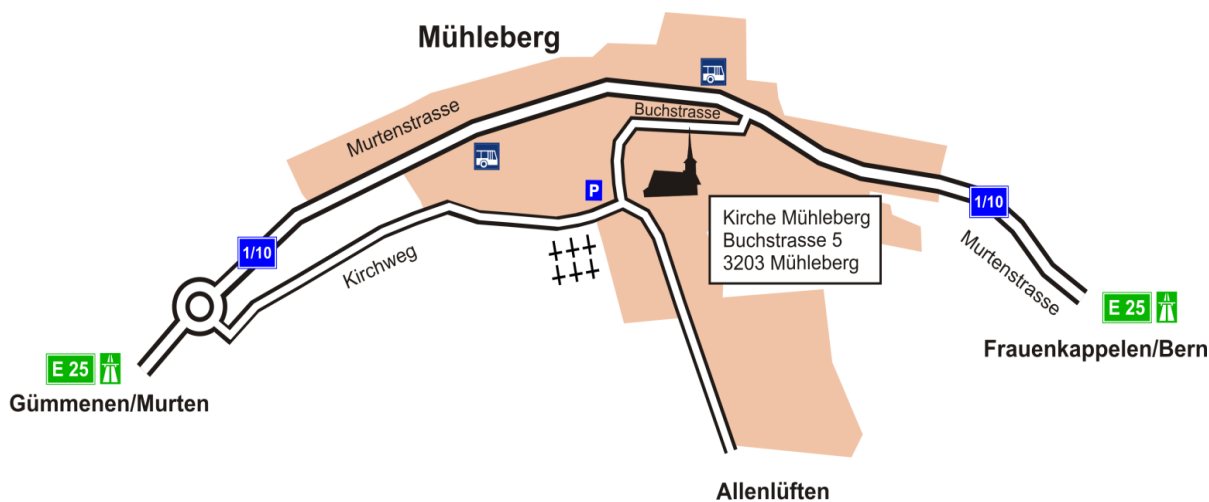 Mühleberg
Murtenstrasse
Buchstrasse
P
Kirche Mühleberg
Buchstrasse 5
3203 Mühleberg
1/10
1/10
Kirchweg
Murtenstrasse
E 25
Frauenkappelen/Bern
E 25
Gümmenen/Murten
Allenlüften